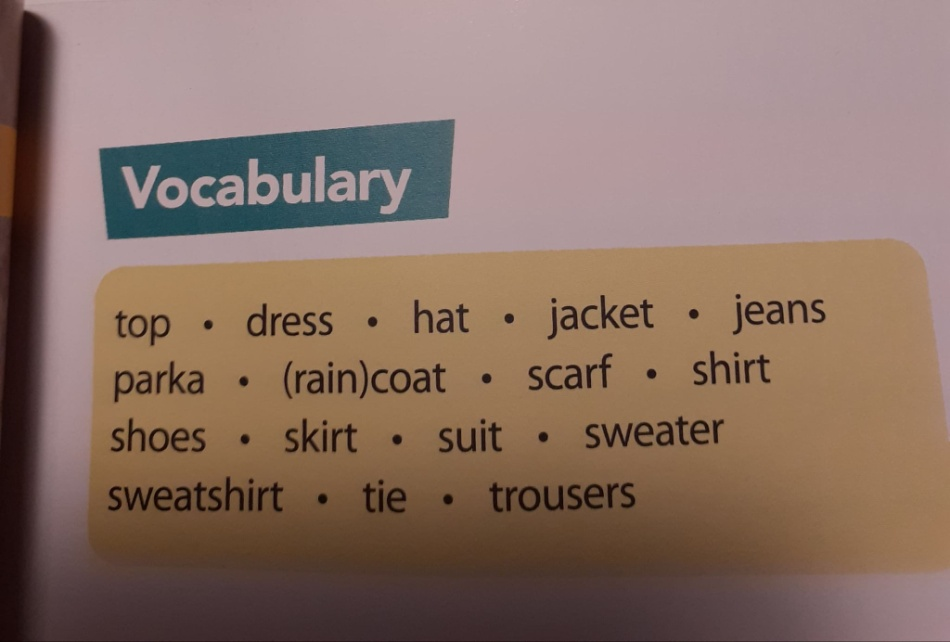 Vocabulary
top • dress • hat • jacket • jeans
parka • (rain)coat • scarf • shirt
shoes • skirt • suit • sweater
sweatshirt • tie • trousers